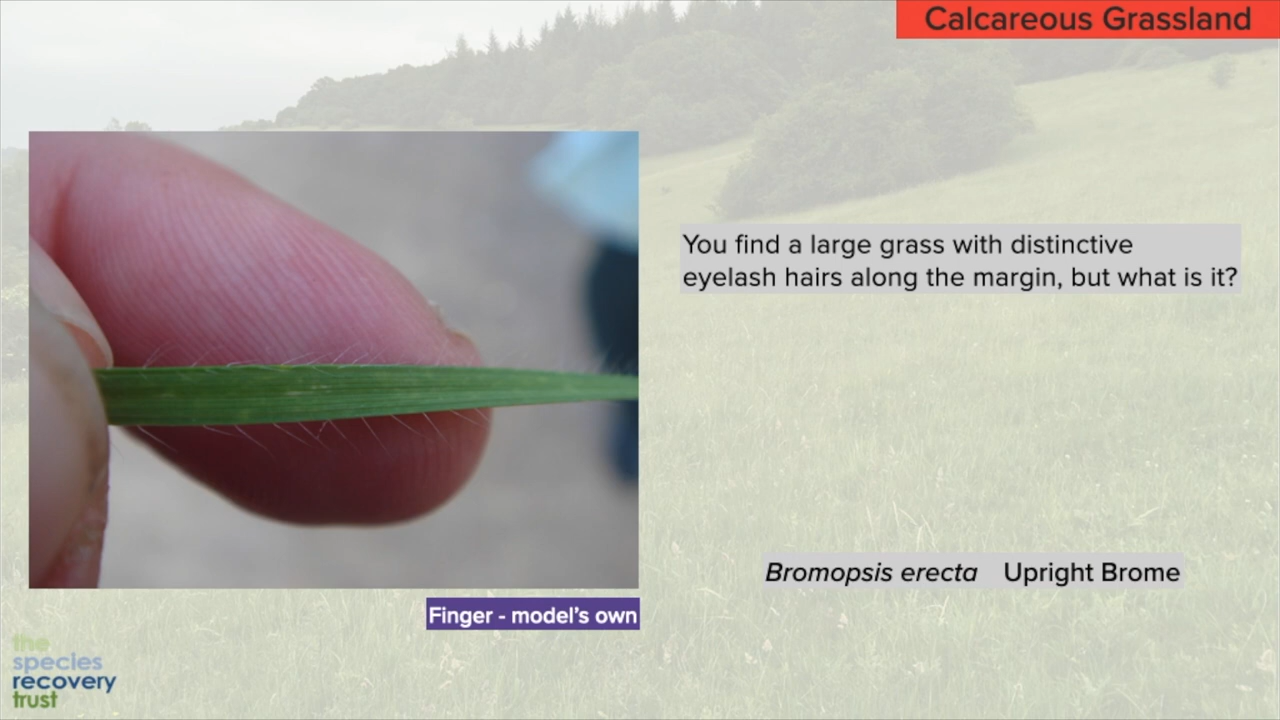 Calcareous Grassland
You find a large grass with distinctive
eyelash hairs along the margin, but what is it?
Bromopsis erecta Upright Brome
Finger - model's own
the
species
recovery
trust